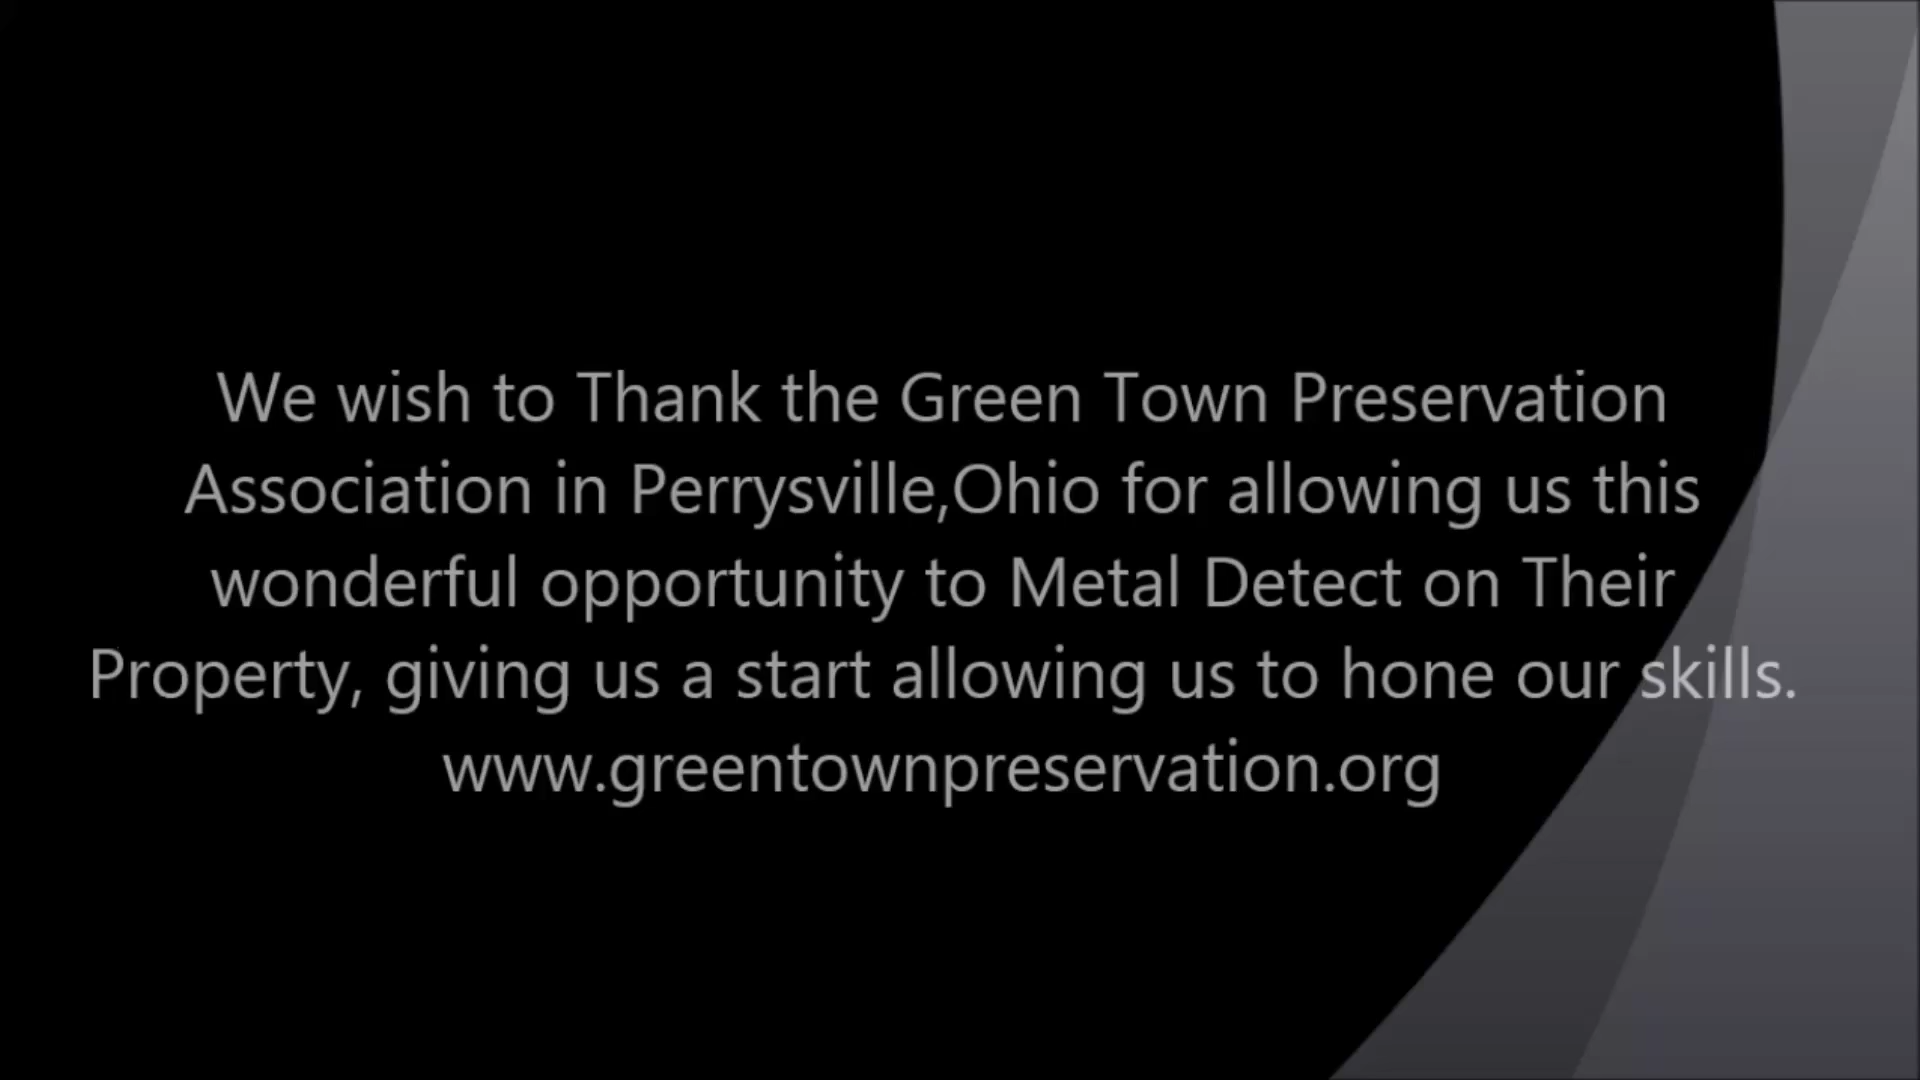 We wish to Thank the Green Town Preservation
Association in Perrysville,Ohio for allowing us this
wonderful opportunity to Metal Detect on Their
Property, giving us a start allowing us to hone our skills.
www.greentownpreservation.org